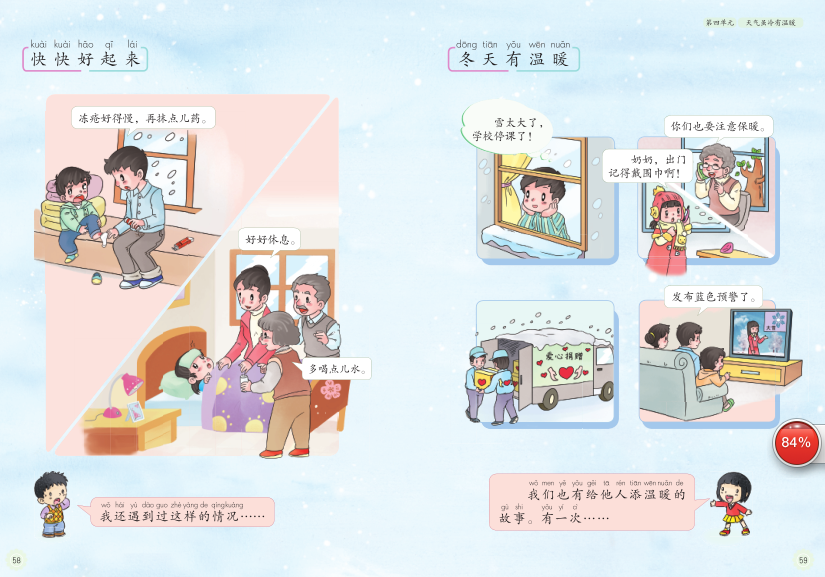 kuài kuài hǎo qǐ lái
快快好起来
冻疮好得慢，再抹点儿药。
好好休息。
多喝点儿水。
wǒ hái yù dào guo zhè yàng de qíngkuàng
我还遇到过这样的情况……
58
第四单元 天气虽冷有温暖
dōng tiān yǒu wēn nuǎn
冬天有温暖
雪太大了，
学校停课了！
你们也要注意保暖。
奶奶，出门
记得戴围巾啊！
爱心捐赠
发布蓝色预警了。
大雪
84%
wǒ men yě yǒu gěi tā rén tiān wēn nuǎn de
我们也有给他人添温暖的
gù shi yǒu yí cì
故事。有一次……
59